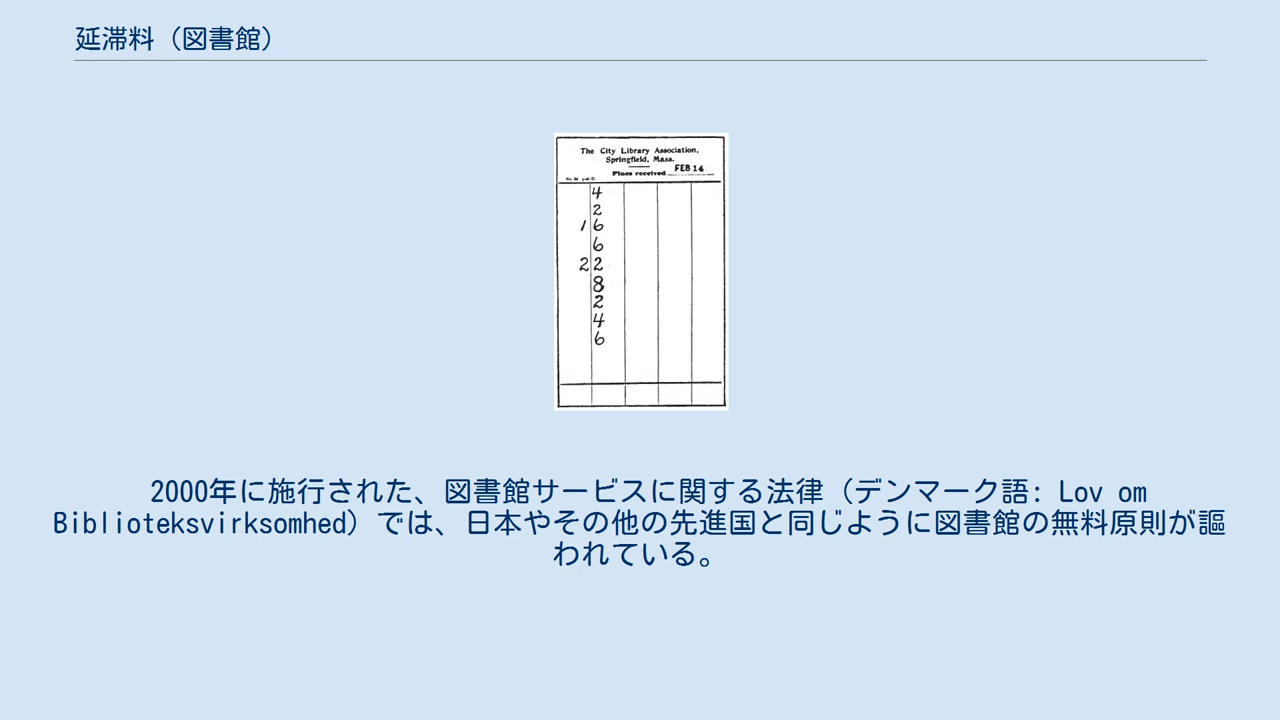 延滞料（図書館）
The City Library Association,
Springfield, Mass.
Fines received FEB 14
4
2
1 6
6
2 2
8
2
4
6
2000年に施行された、図書館サービスに関する法律（デンマーク語: Lov om
Biblioteksvirksomhed）では、日本やその他の先進国と同じように図書館の無料原則が謳
われている。